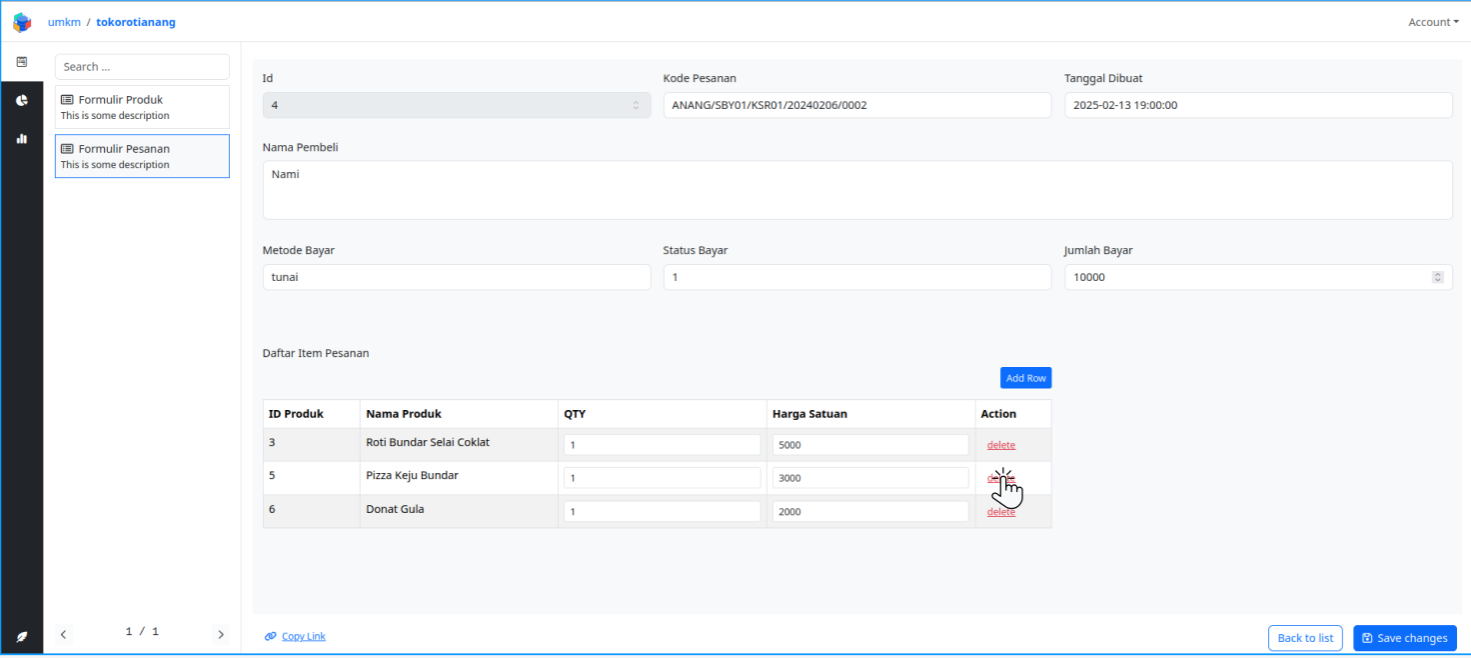 umkm / tokorotianang
Account
Search ...
Formulir Produk
This is some description
Formulir Pesanan
This is some description
1 / 1
Id
Kode Pesanan
Tanggal Dibuat
4
ANANG/SBY01/KSR01/20240206/0002
2025-02-13 19:00:00
Nama Pembeli
Nami
Metode Bayar
Status Bayar
Jumlah Bayar
tunai
1
10000
Daftar Item Pesanan
Add Row
ID Produk Nama Produk QTY Harga Satuan Action
3 Roti Bundar Selai Coklat 1 5000 delete
5 Pizza Keju Bundar 1 3000
6 Donat Gula 1 2000 delete
Copy Link
Back to list
Save changes